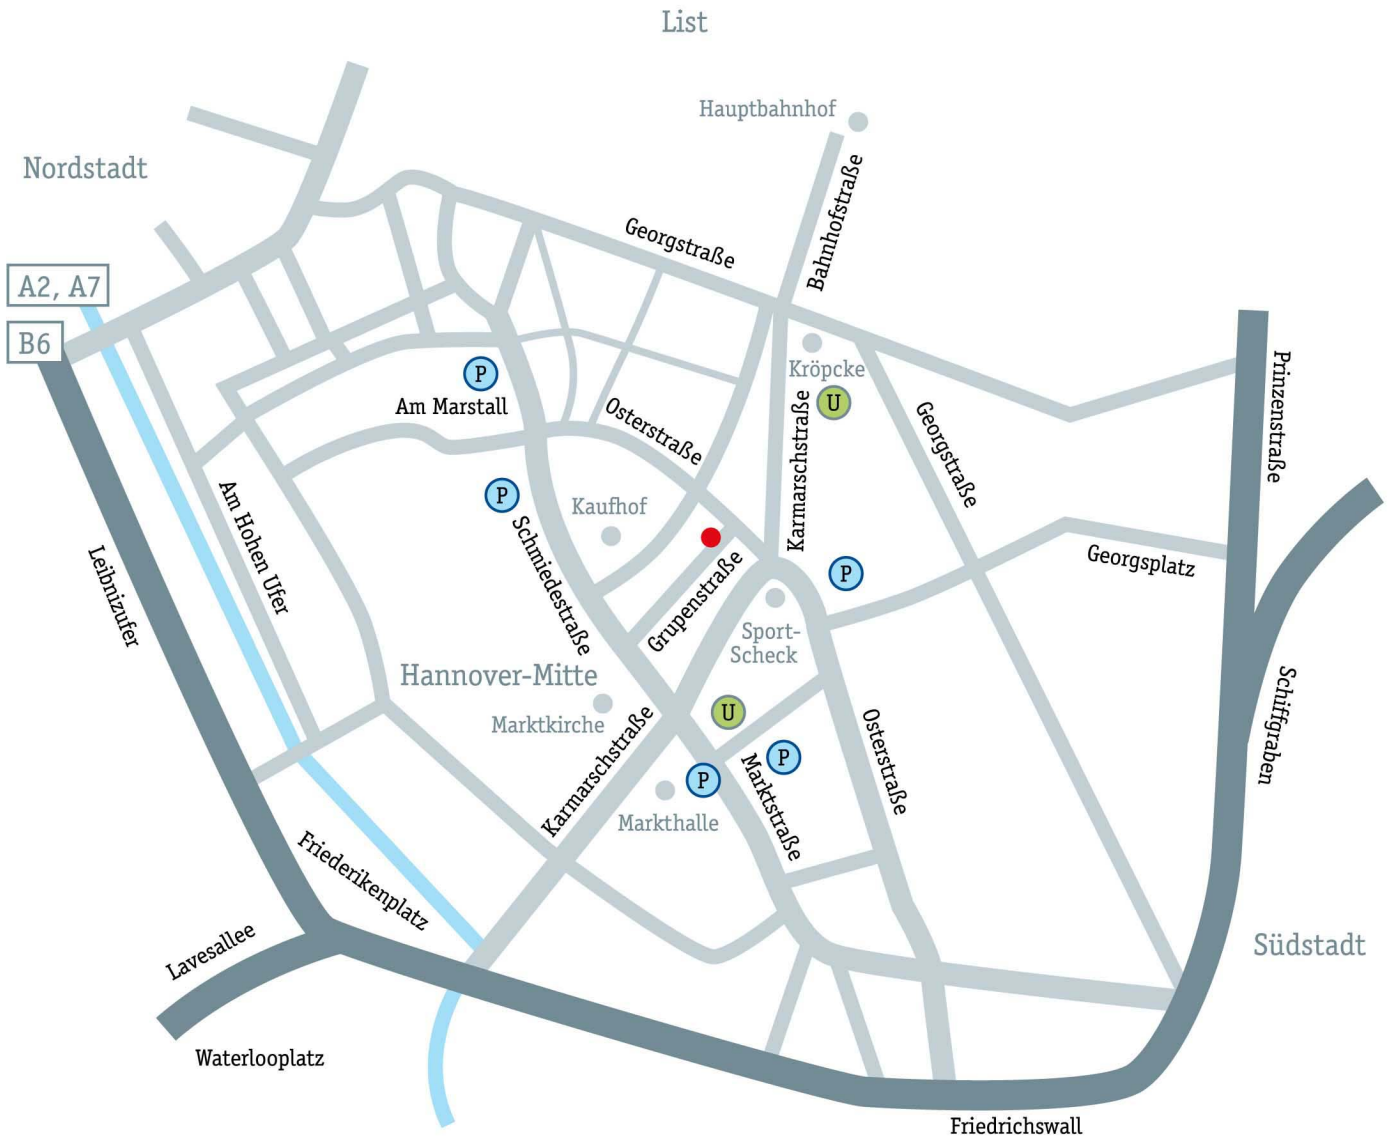 List
Hauptbahnhof
Nordstadt
Bahnhofstraße
Georgstraße
A2, A7
B6
Kröpcke
U
P
Am Marstall
Osterstraße
Karmarschstraße
Georgstraße
Prinzenstraße
P
Kaufhof
Schmiedestraße
Am Hohen Ufer
Leibnizufer
Grupenstraße
P
Georgsplatz
Sport-
Scheck
Hannover-Mitte
Marktkirche
U
Schiffgraben
Karmarschstraße
P
P
Marktstraße
Osterstraße
Markthalle
Friederikenplatz
Lavesallee
Südstadt
Waterlooplatz
Friedrichswall